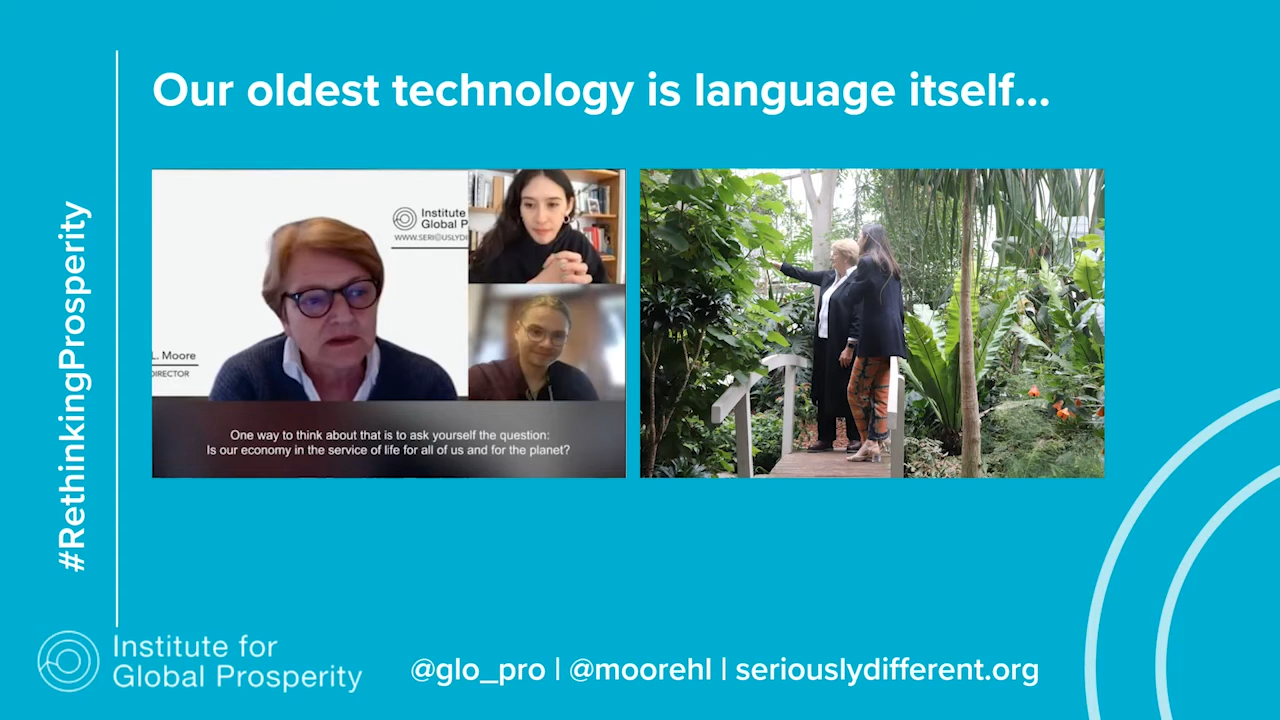 Our oldest technology is language itself...
#RethinkingProsperity
Institute
Global P
WWW.SERIOUSLYDI
L. Moore
DIRECTOR
One way to think about that is to ask yourself the question:
Is our economy in the service of life for all of us and for the planet?
Institute for
Global Prosperity
@glo_pro | @moorehl | seriouslydifferent.org